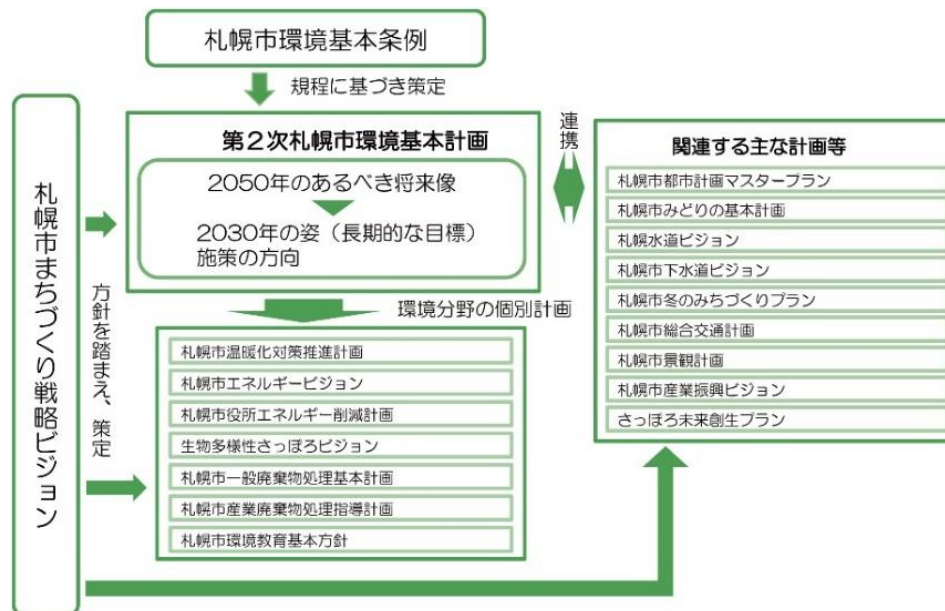 札幌市環境基本条例
規程に基づき策定
札幌市まちづくり戦略ビジョン
方針を踏まえ、策定
第2次札幌市環境基本計画
2050年のあるべき将来像
2030年の姿（長期的な目標）
施策の方向
連携
環境分野の個別計画
札幌市温暖化対策推進計画
札幌市エネルギービジョン
札幌市役所エネルギー削減計画
生物多様性さっぽろビジョン
札幌市一般廃棄物処理基本計画
札幌市産業廃棄物処理指導計画
札幌市環境教育基本方針
関連する主な計画等
札幌市都市計画マスタープラン
札幌市みどりの基本計画
札幌水道ビジョン
札幌市下水道ビジョン
札幌市冬のみちづくりプラン
札幌市総合交通計画
札幌市景観計画
札幌市産業振興ビジョン
さっぽろ未来創生プラン